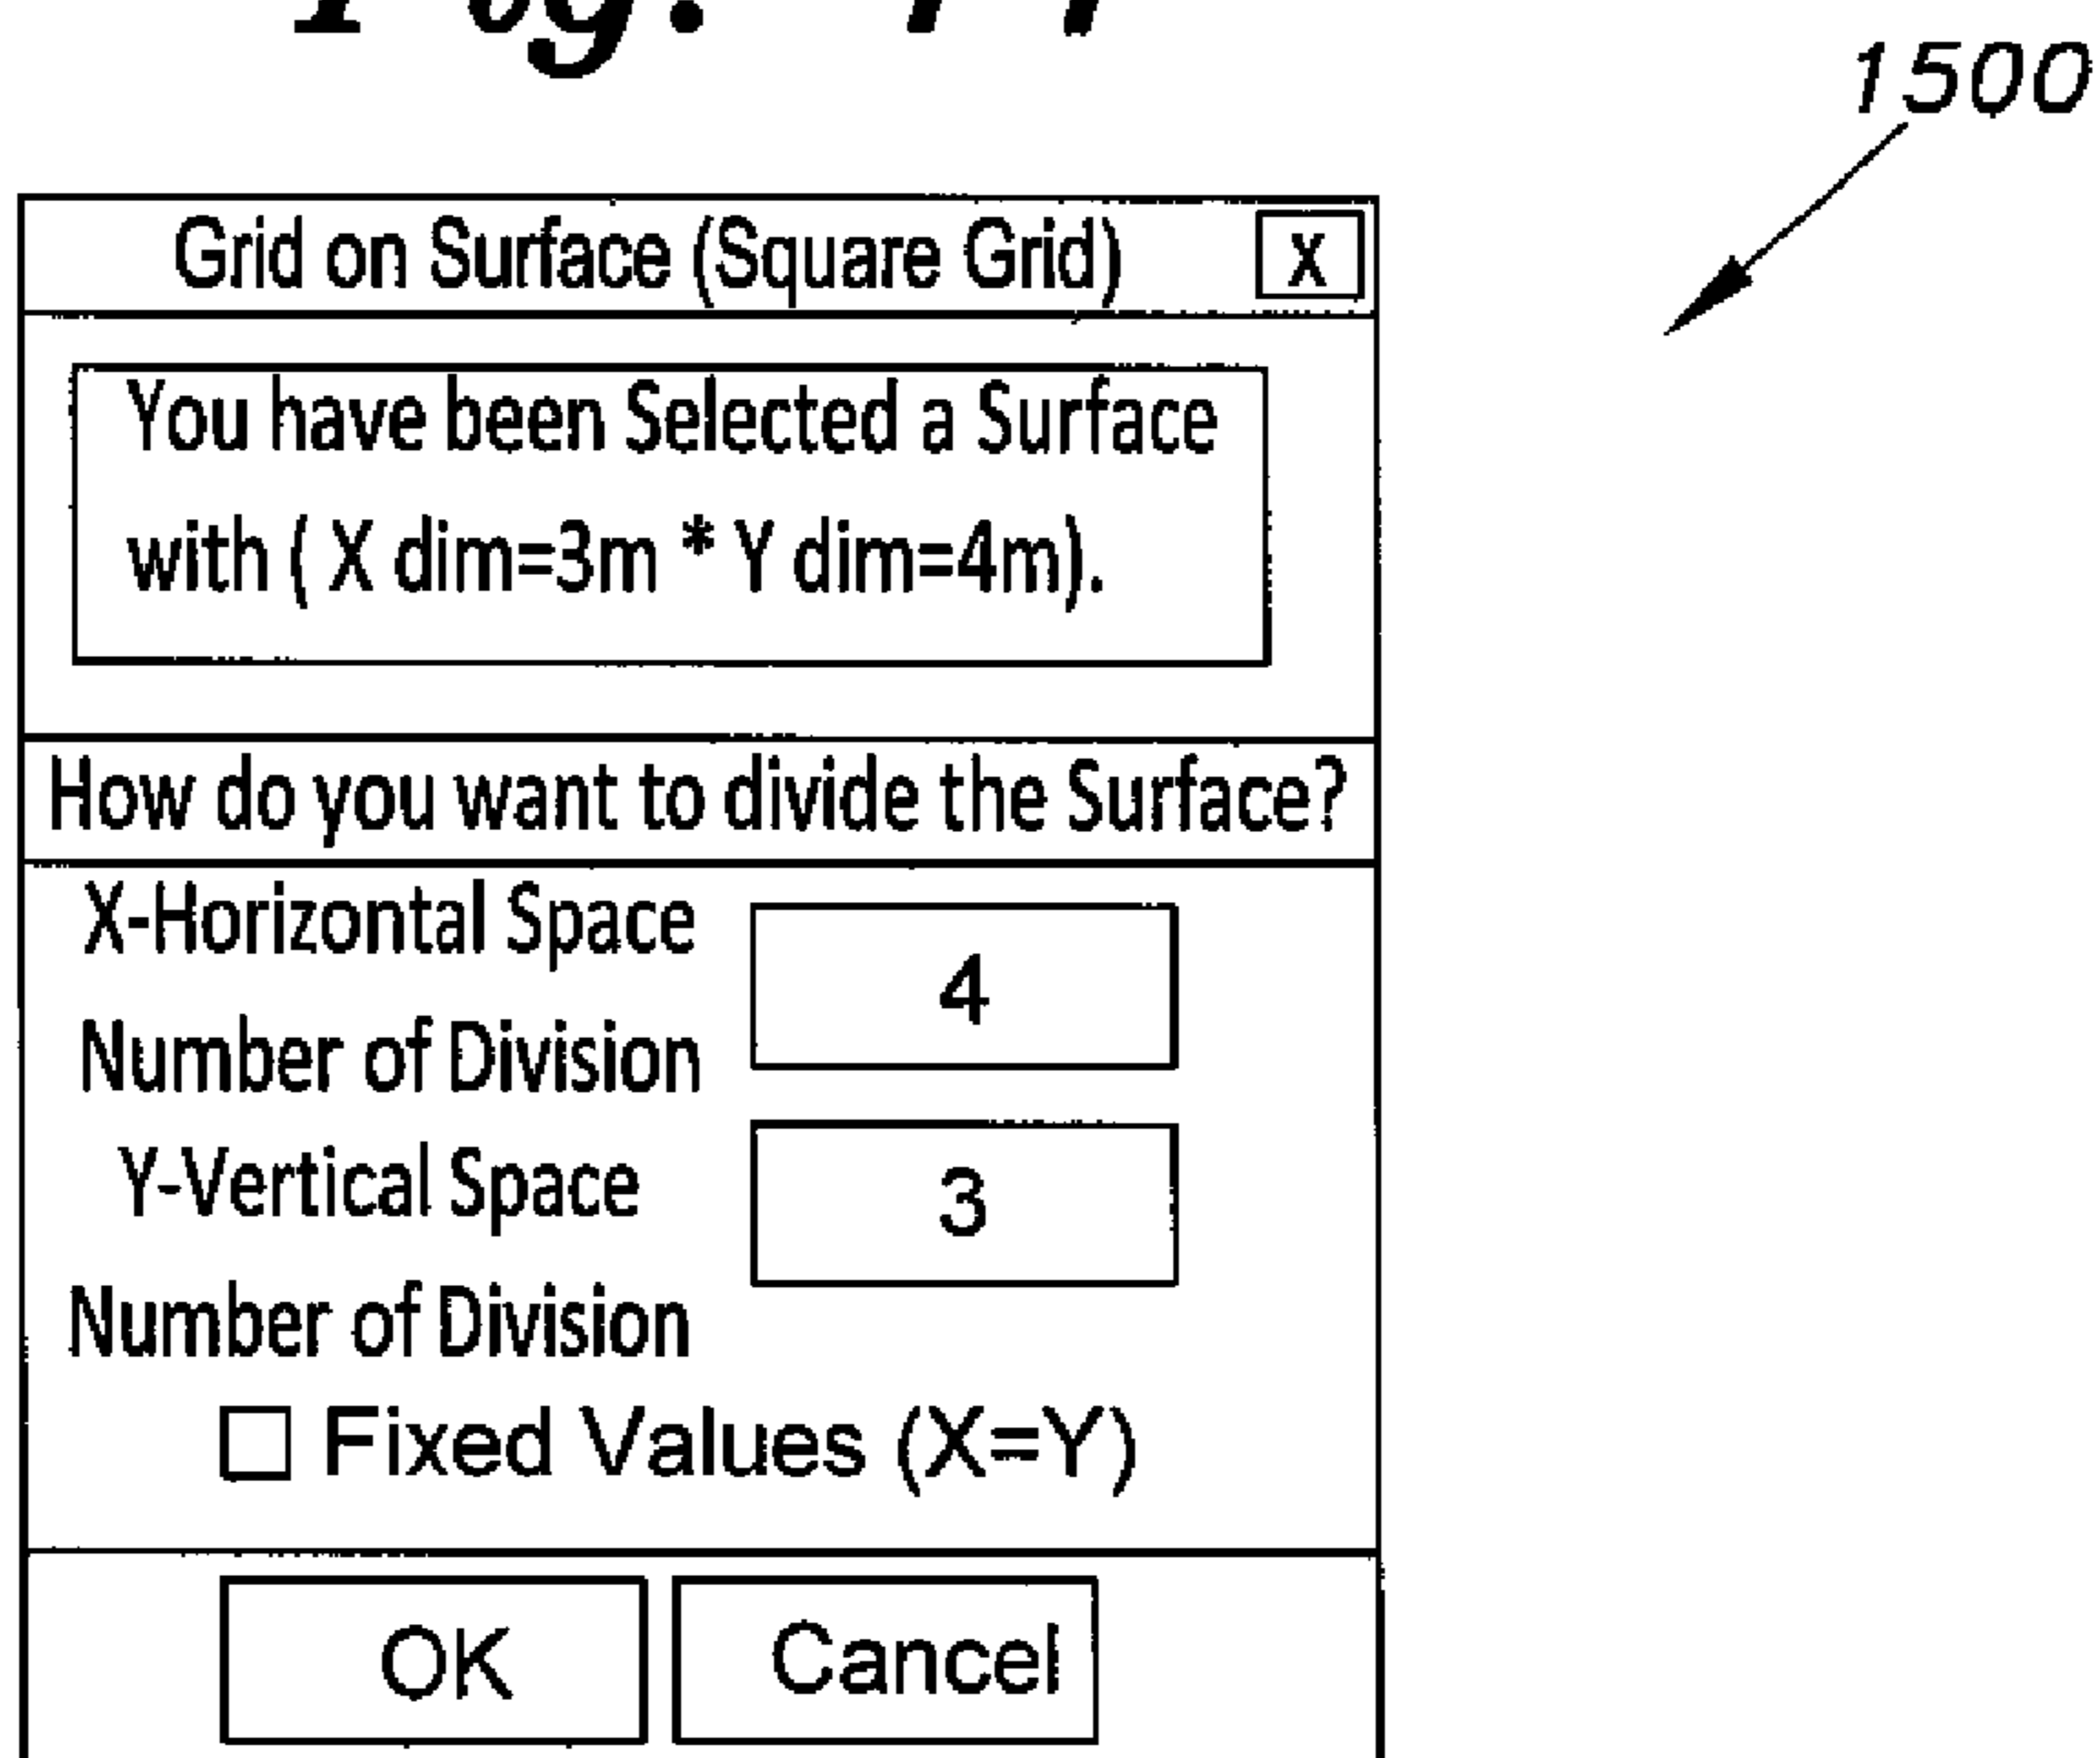 Fig.
1500
Grid on Surface (Square Grid) X
You have been Selected a Surface
with ( X dim=3m * Y dim=4m).
How do you want to divide the Surface?
X-Horizontal Space
4
Number of Division
Y-Vertical Space
3
Number of Division
Fixed Values (X=Y)
OK Cancel